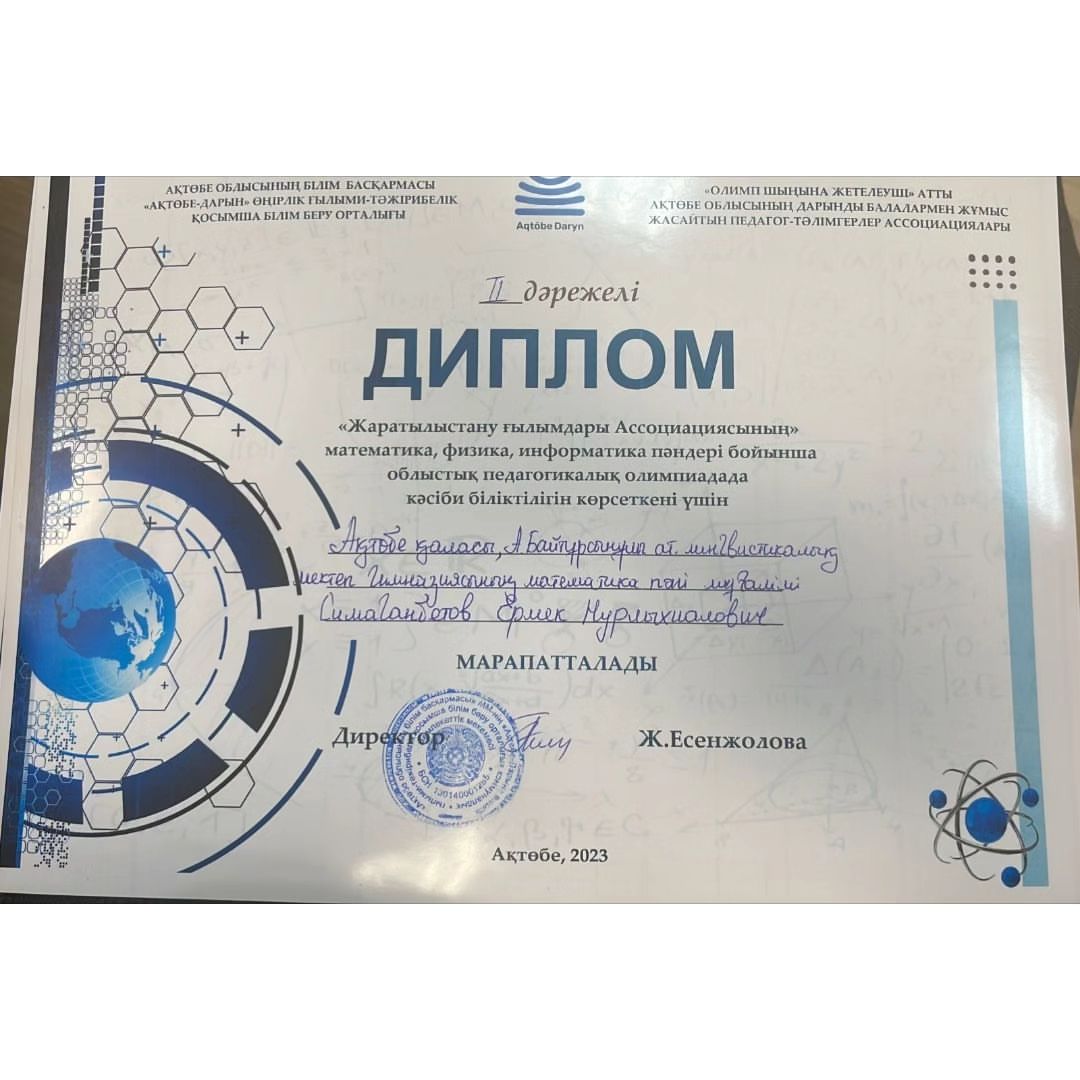 АҚТӨБЕ ОБЛЫСЫНЫҢ БІЛІМ БАСҚАРМАСЫ
«АҚТӨБЕ-ДАРЫН» ӨҢІРЛІК ҒЫЛЫМИ-ТӘЖІРИБЕЛІК
ҚОСЫМША БІЛІМ БЕРУ ОРТАЛЫҒЫ
Aqtöbe Daryn
«ОЛИМП ШЫҢЫНА ЖЕТЕЛЕУШІ» АТТЫ
АҚТӨБЕ ОБЛЫСЫНЫҢ ДАРЫНДЫ БАЛАЛАРМЕН ЖҰМЫС
ЖАСАЙТЫН ПЕДАГОГ-ТӘЛІМГЕРЛЕР АССОЦИАЦИЯЛАРЫ
II дәрежелі
ДИПЛОМ
«Жаратылыстану ғылымдары Ассоциациясының»
математика, физика, информатика пәндері бойынша
облыстық педагогикалық олимпиадада
кәсіби біліктілігін көрсеткені үшін
Ақтөбе қаласы, А Байтұрсынұлы ат. лингвистикалық
мектеп гимназиясының математика пәні мұғалімі
Симағанбетов Ермек
МАРАПАТТАЛАДЫ
Директор Ж.Есенжолова
БСН 130140001255
Ақтөбе, 2023